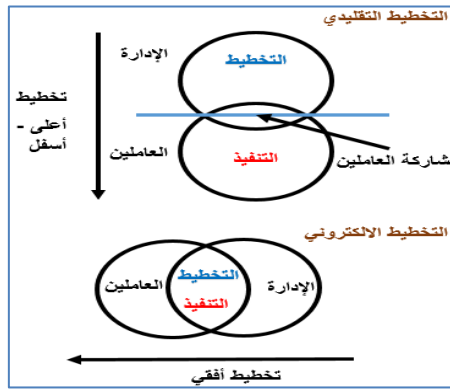 التخطيط التقليدي
الإدارة
التخطيط
تخطيط
أعلى -
أسفل
العاملين
التنفيذ
شاركة العاملين
التخطيط الالكتروني
العاملين
التخطيط
التنفيذ
الإدارة
تخطيط أفقي